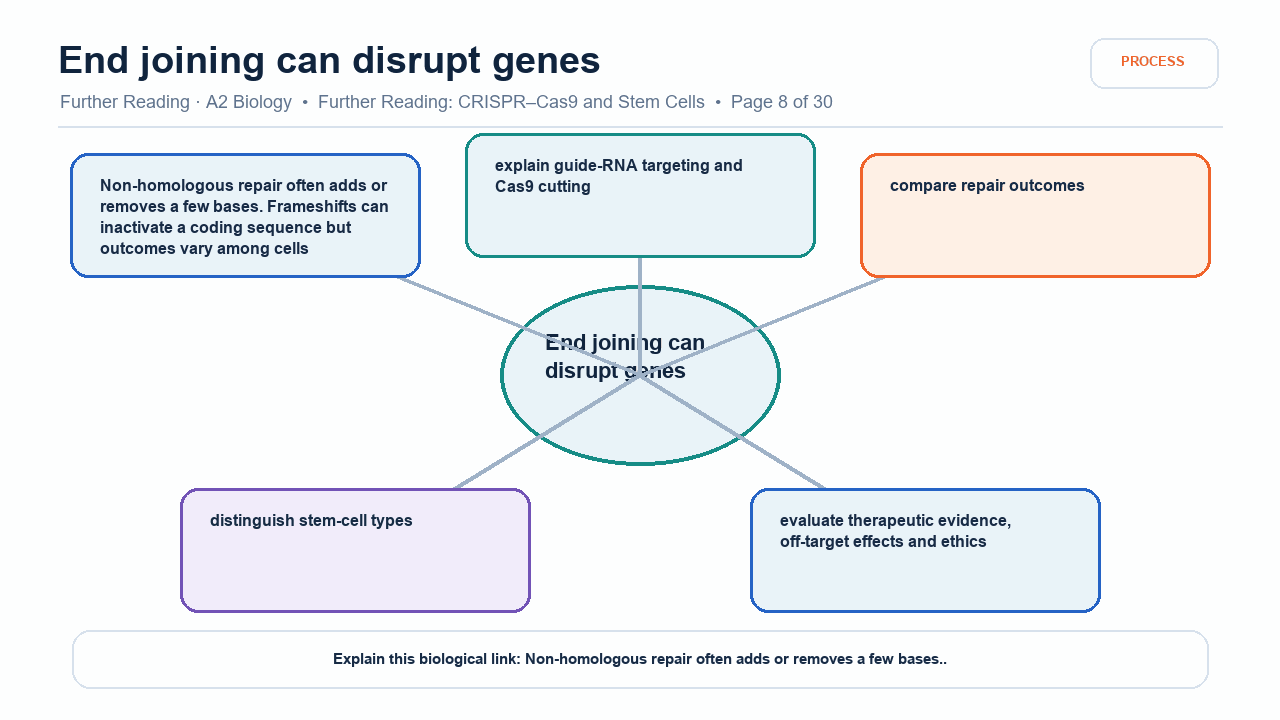 End joining can disrupt genes
PROCESS
Further Reading · A2 Biology • Further Reading: CRISPR–Cas9 and Stem Cells • Page 8 of 30
Non-homologous repair often adds or
removes a few bases. Frameshifts can
inactivate a coding sequence but
outcomes vary among cells
explain guide-RNA targeting and
Cas9 cutting
compare repair outcomes
End joining can
disrupt genes
distinguish stem-cell types
evaluate therapeutic evidence,
off-target effects and ethics
Explain this biological link: Non-homologous repair often adds or removes a few bases..